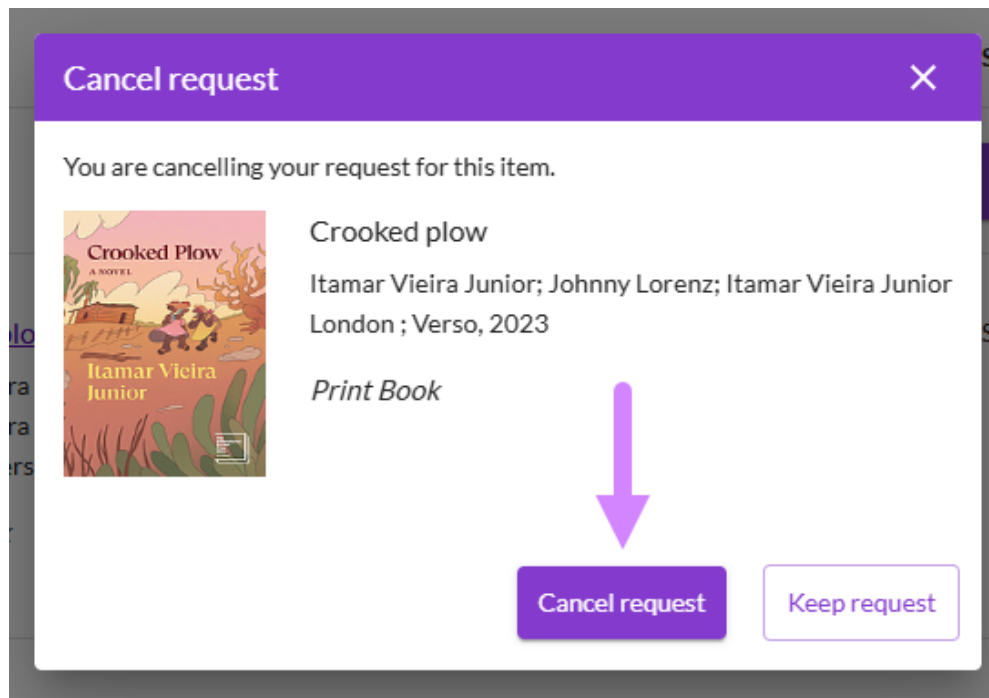 Cancel request
You are cancelling your request for this item.
Crooked Plow
A NOVEL
Itamar Vieira
Junior
Crooked plow
Itamar Vieira Junior; Johnny Lorenz; Itamar Vieira Junior
London ; Verso, 2023
Print Book
Cancel request
Keep request